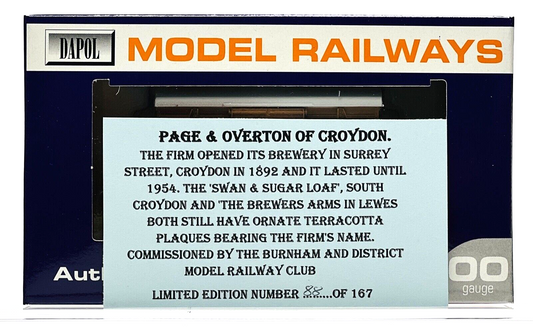 DAPOL
MODEL RAILWAYS
PAGE & OVERTON OF CROYDON.
THE FIRM OPENED ITS BREWERY IN SURREY
STREET, CROYDON IN 1892 AND IT LASTED UNTIL
1954. THE 'SWAN & SUGAR LOAF', SOUTH
CROYDON AND 'THE BREWERS ARMS IN LEWES
BOTH STILL HAVE ORNATE TERRACOTTA
PLAQUES BEARING THE FIRM'S NAME.
COMMISSIONED BY THE BURNHAM AND DISTRICT
MODEL RAILWAY CLUB
LIMITED EDITION NUMBER 88......OF 167
Auth
00
gauge